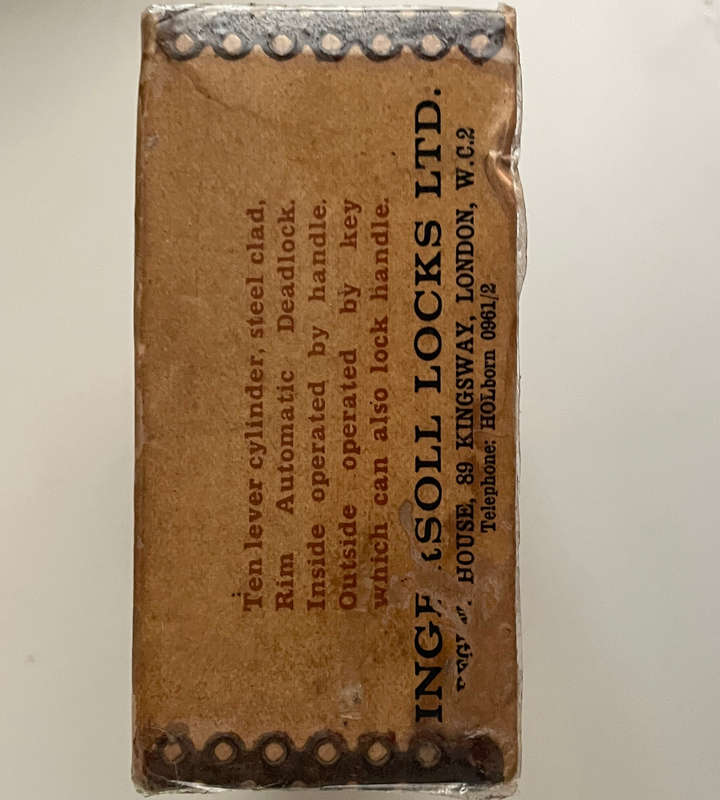 Ten lever cylinder, steel clad,
Rim Automatic Deadlock.
Inside operated by handle.
Outside operated by key
which can also lock handle.
INGERSOLL LOCKS LTD.
HOUSE, 89 KINGSWAY, LONDON, W.C.2
Telephone: HOLborn 0961/2